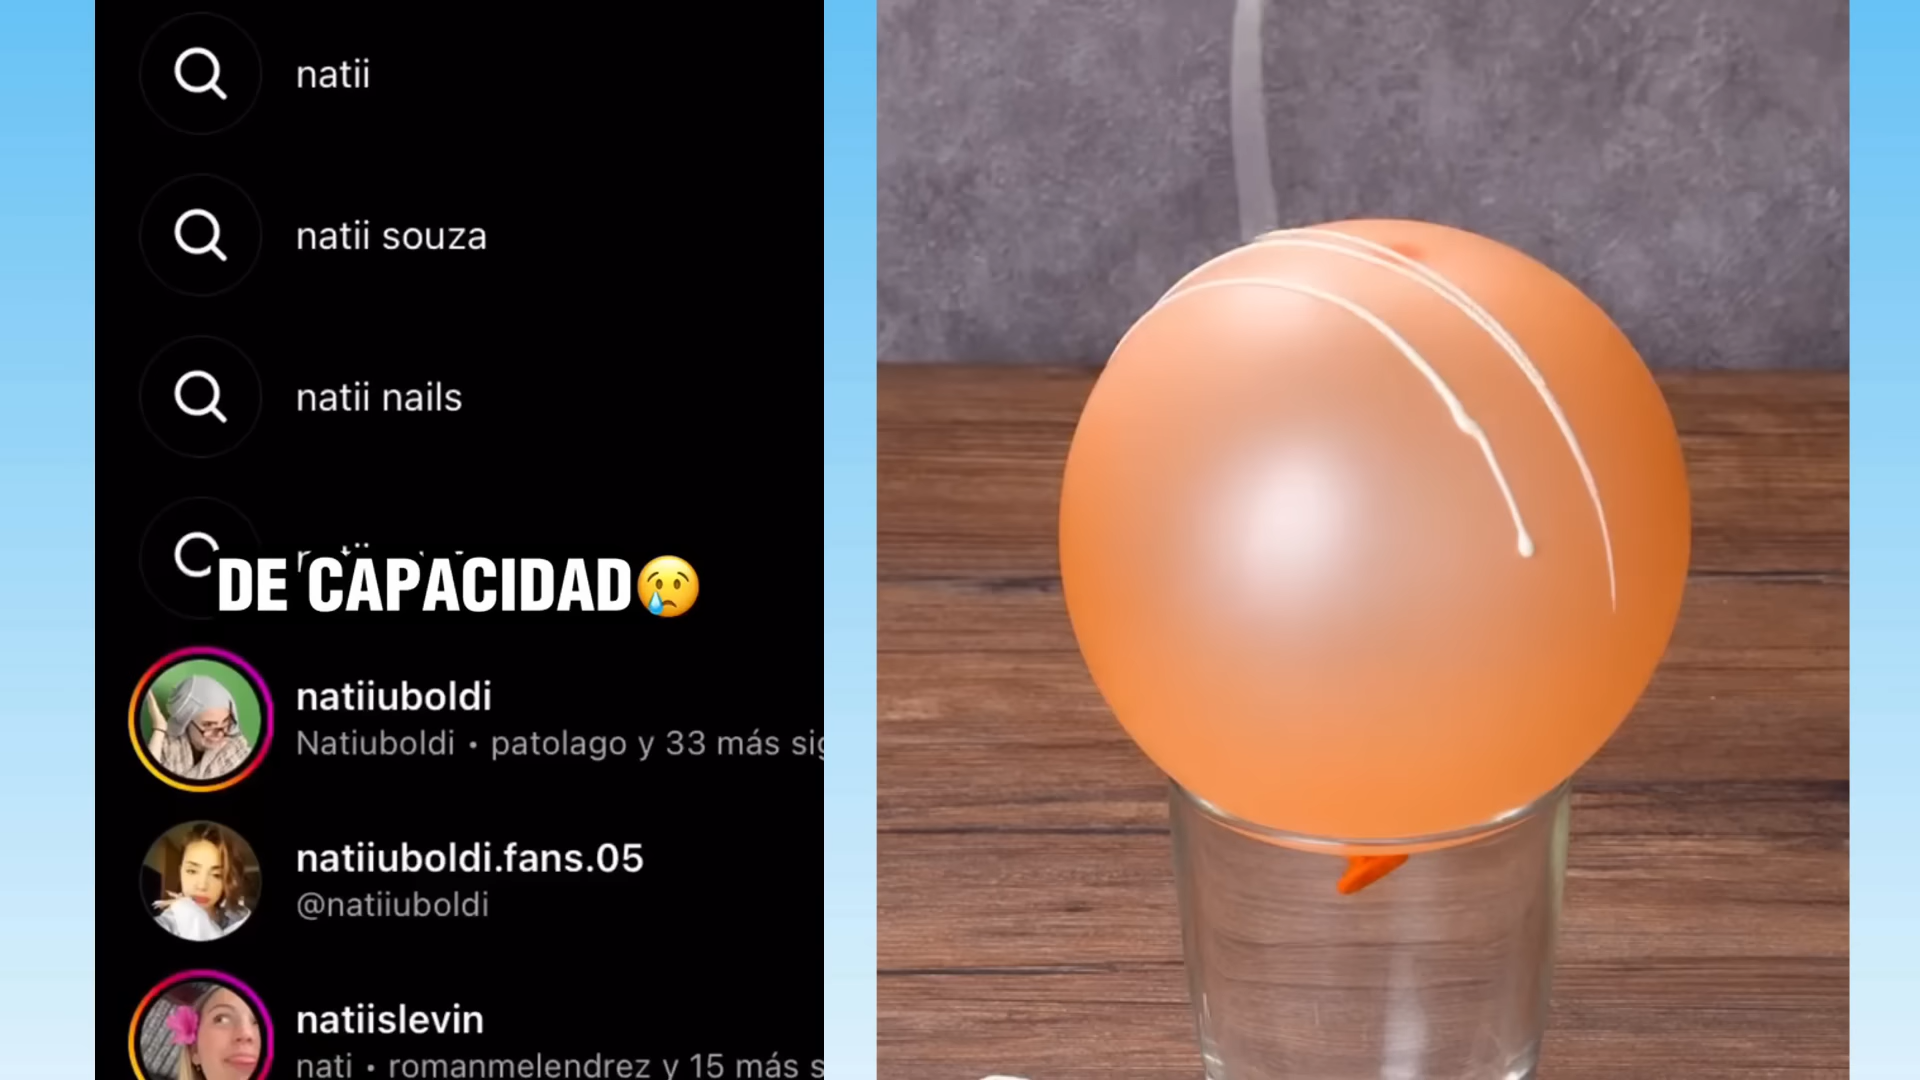 natii
natii souza
natii nails
DE CAPACIDAD😢
natiiuboldi
Natiuboldi • patolago y 33 más sig
natiiuboldi.fans.05
@natiiuboldi
natiislevin
nati • romanmelendrez y 15 más s